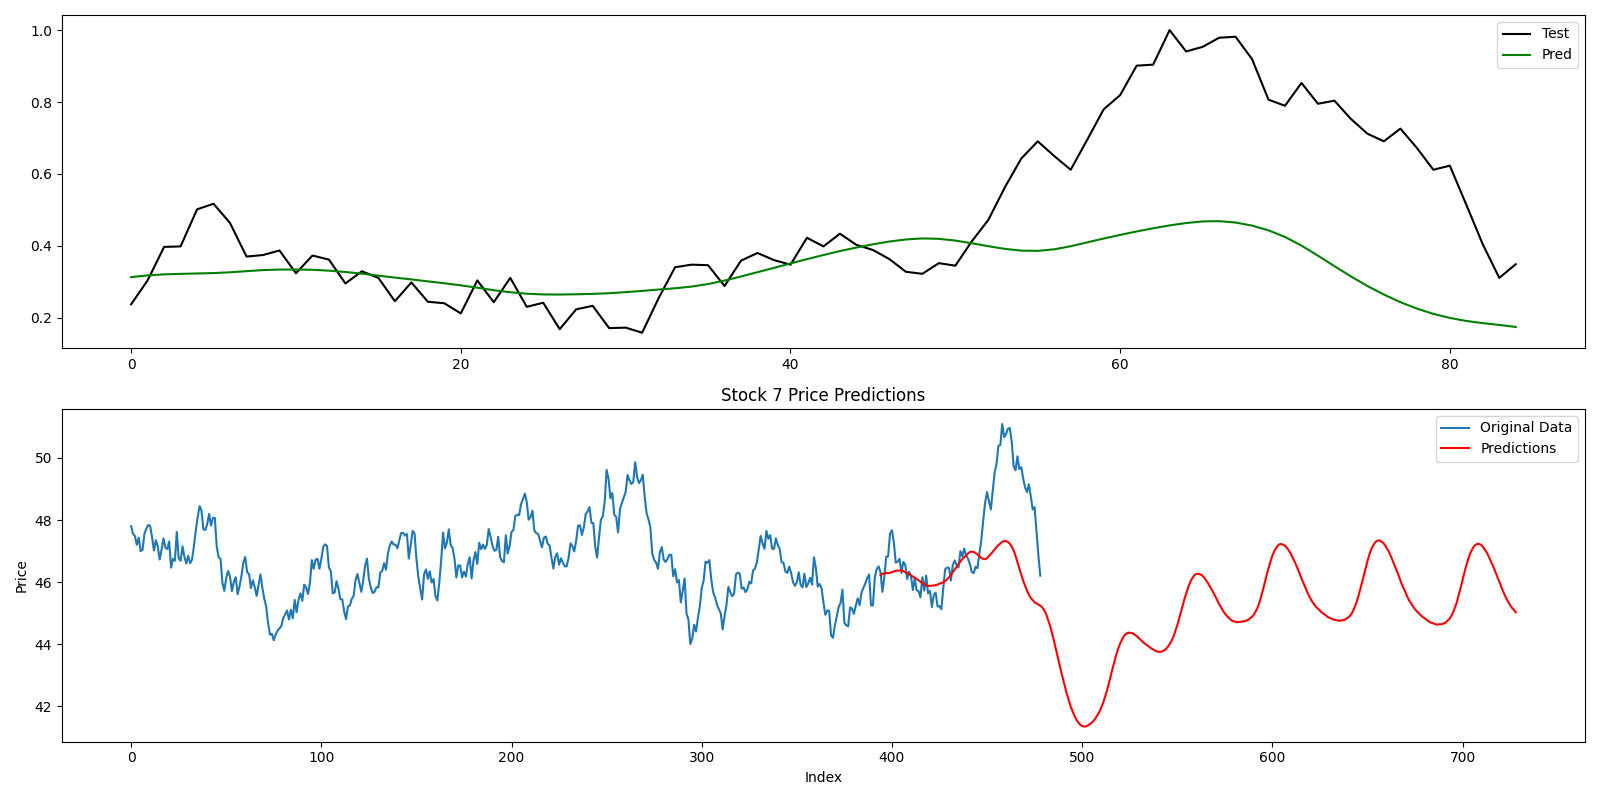 1.0
0.8
0.6
0.4
0.2
Test
Pred
0 20 40 60 80
Stock 7 Price Predictions
Original Data
Predictions
Price
50
48
46
44
42
0 100 200 300 400 500 600 700
Index